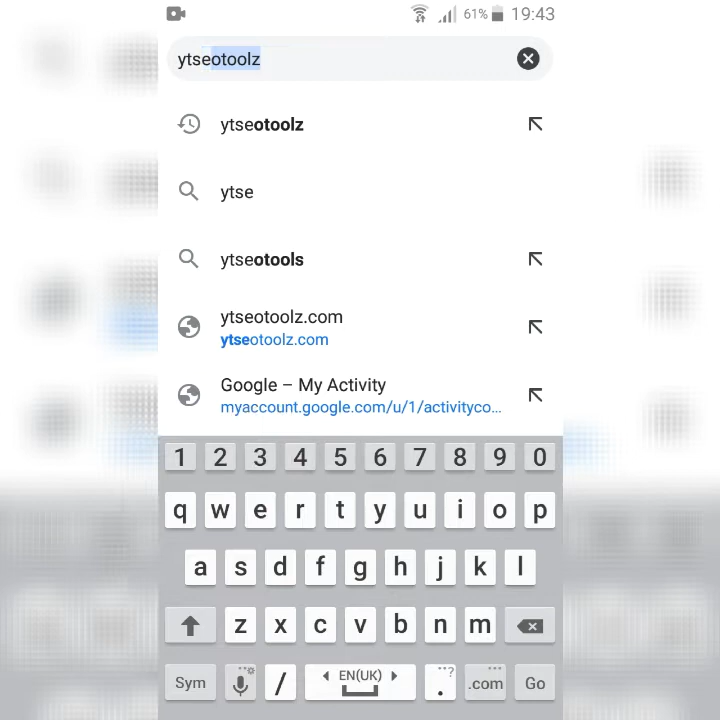 61% 19:43
ytseotoolz
ytseotoolz
ytse
ytseotools
ytseotoolz.com
ytseotoolz.com
Google – My Activity
myaccount.google.com/u/1/activityco...
1 2 3 4 5 6 7 8 9 0
q w e r t y u i o p
a s d f g h j k l
z x c v b n m
Sym / EN(UK) . ...? .com Go